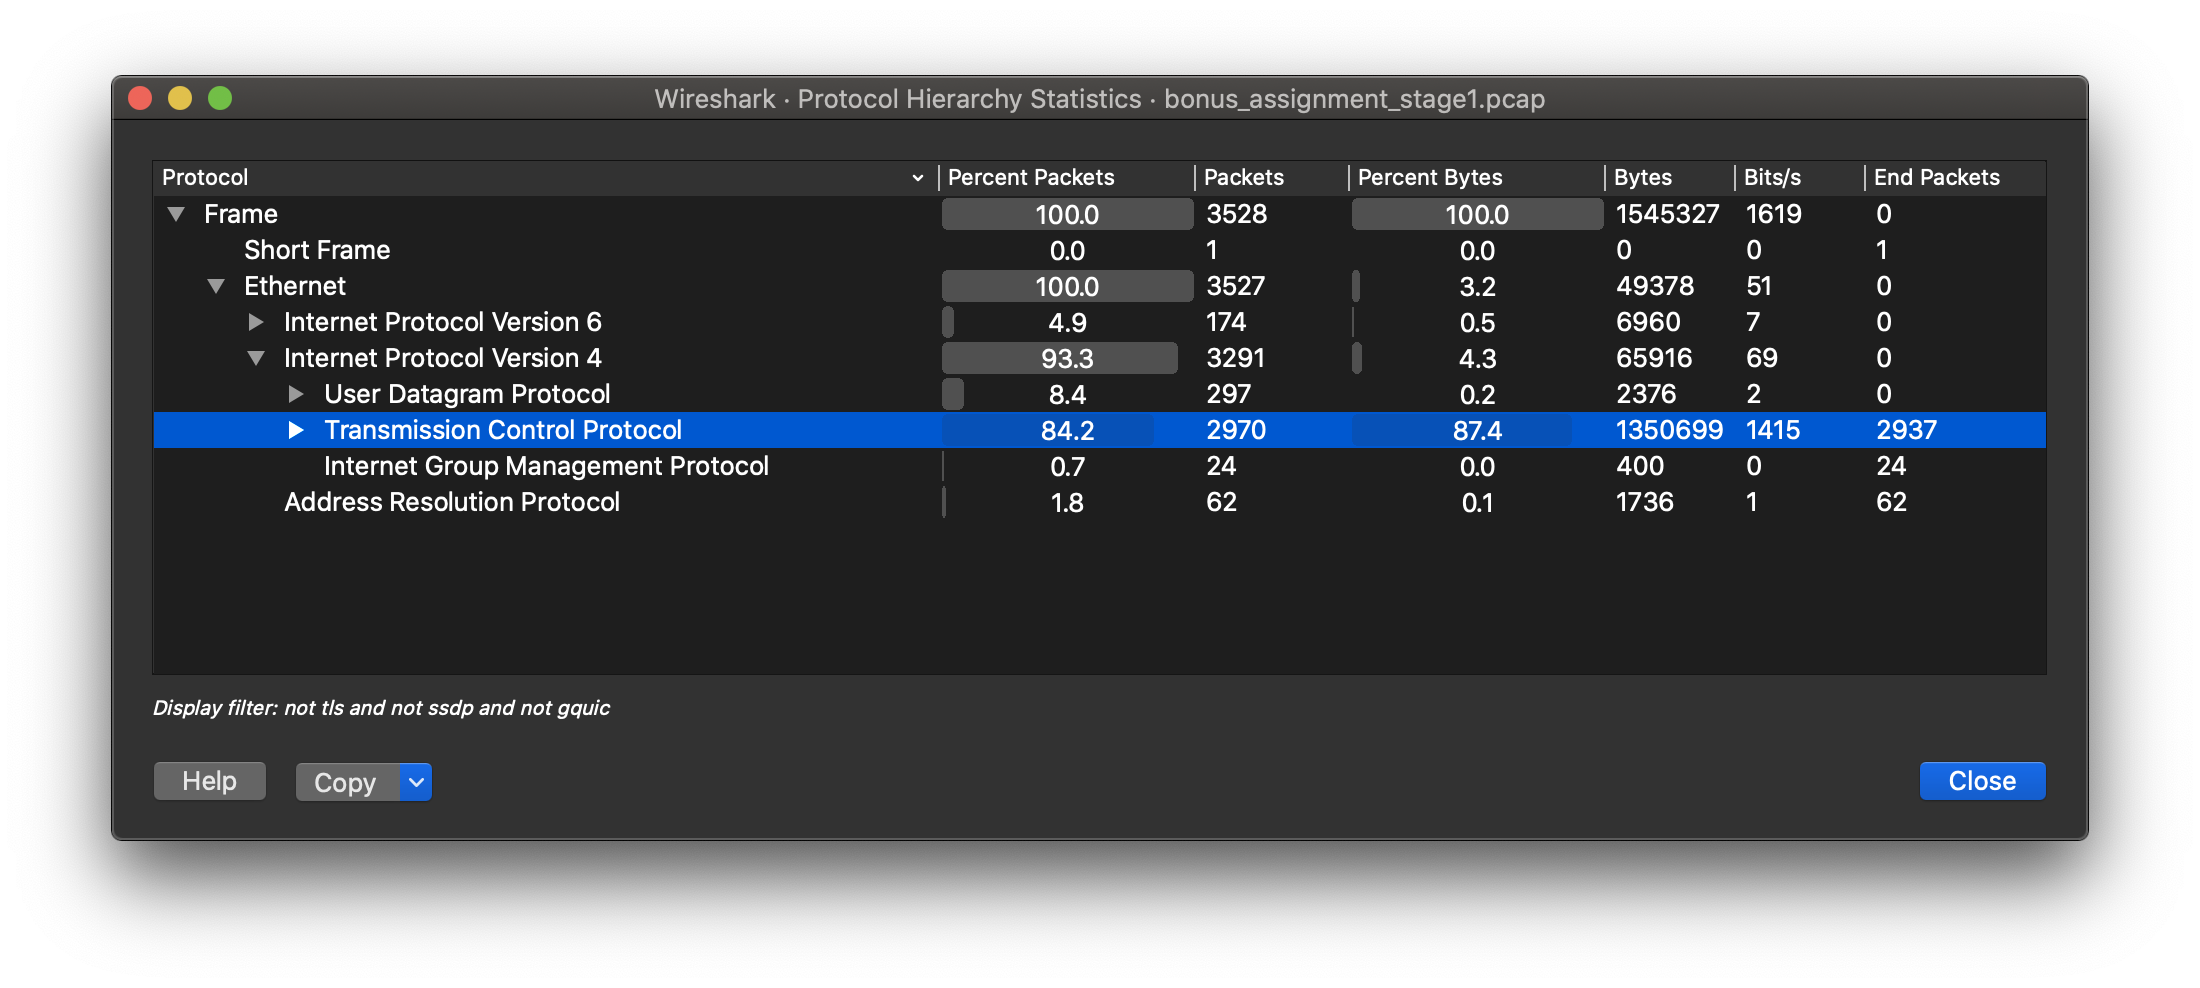 Wireshark · Protocol Hierarchy Statistics · bonus_assignment_stage1.pcap
Protocol Percent Packets Packets Percent Bytes Bytes Bits/s End Packets
Frame 100.0 3528 100.0 1545327 1619 0
Short Frame 0.0 1 0.0 0 0 1
Ethernet 100.0 3527 3.2 49378 51 0
Internet Protocol Version 6 4.9 174 0.5 6960 7 0
Internet Protocol Version 4 93.3 3291 4.3 65916 69 0
User Datagram Protocol 8.4 297 0.2 2376 2 0
Transmission Control Protocol 84.2 2970 87.4 1350699 1415 2937
Internet Group Management Protocol 0.7 24 0.0 400 0 24
Address Resolution Protocol 1.8 62 0.1 1736 1 62
Display filter: not tls and not ssdp and not gquic
Help Copy Close